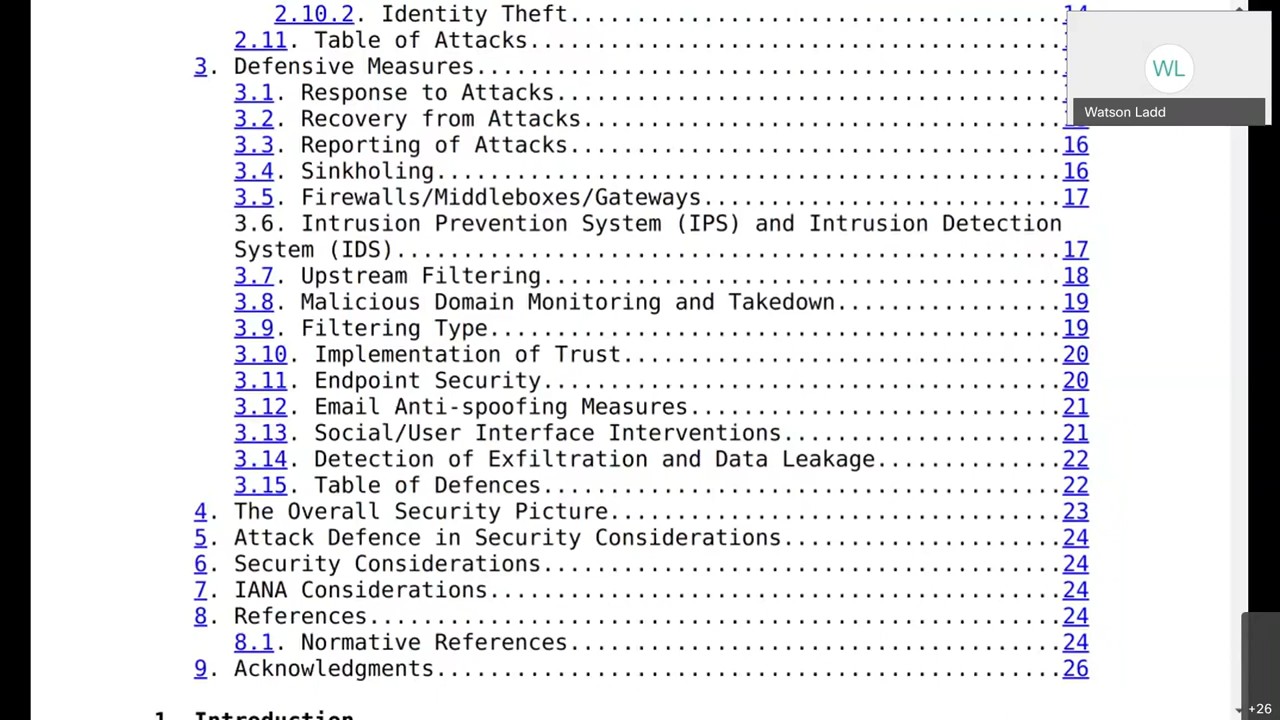 2.10.2. Identity Theft.....................................14
2.11. Table of Attacks........................................
3. Defensive Measures............................................
3.1. Response to Attacks......................................
3.2. Recovery from Attacks....................................
3.3. Reporting of Attacks.....................................16
3.4. Sinkholing...............................................16
3.5. Firewalls/Middleboxes/Gateways...........................17
3.6. Intrusion Prevention System (IPS) and Intrusion Detection
System (IDS)..................................................17
3.7. Upstream Filtering.......................................18
3.8. Malicious Domain Monitoring and Takedown.................19
3.9. Filtering Type...........................................19
3.10. Implementation of Trust.................................20
3.11. Endpoint Security.......................................20
3.12. Email Anti-spoofing Measures............................21
3.13. Social/User Interface Interventions.....................21
3.14. Detection of Exfiltration and Data Leakage..............22
3.15. Table of Defences.......................................22
4. The Overall Security Picture..................................23
5. Attack Defence in Security Considerations.....................24
6. Security Considerations.......................................24
7. IANA Considerations...........................................24
8. References....................................................24
8.1. Normative References.....................................24
9. Acknowledgments...............................................26
1. Introduction
WL
Watson Ladd
+26